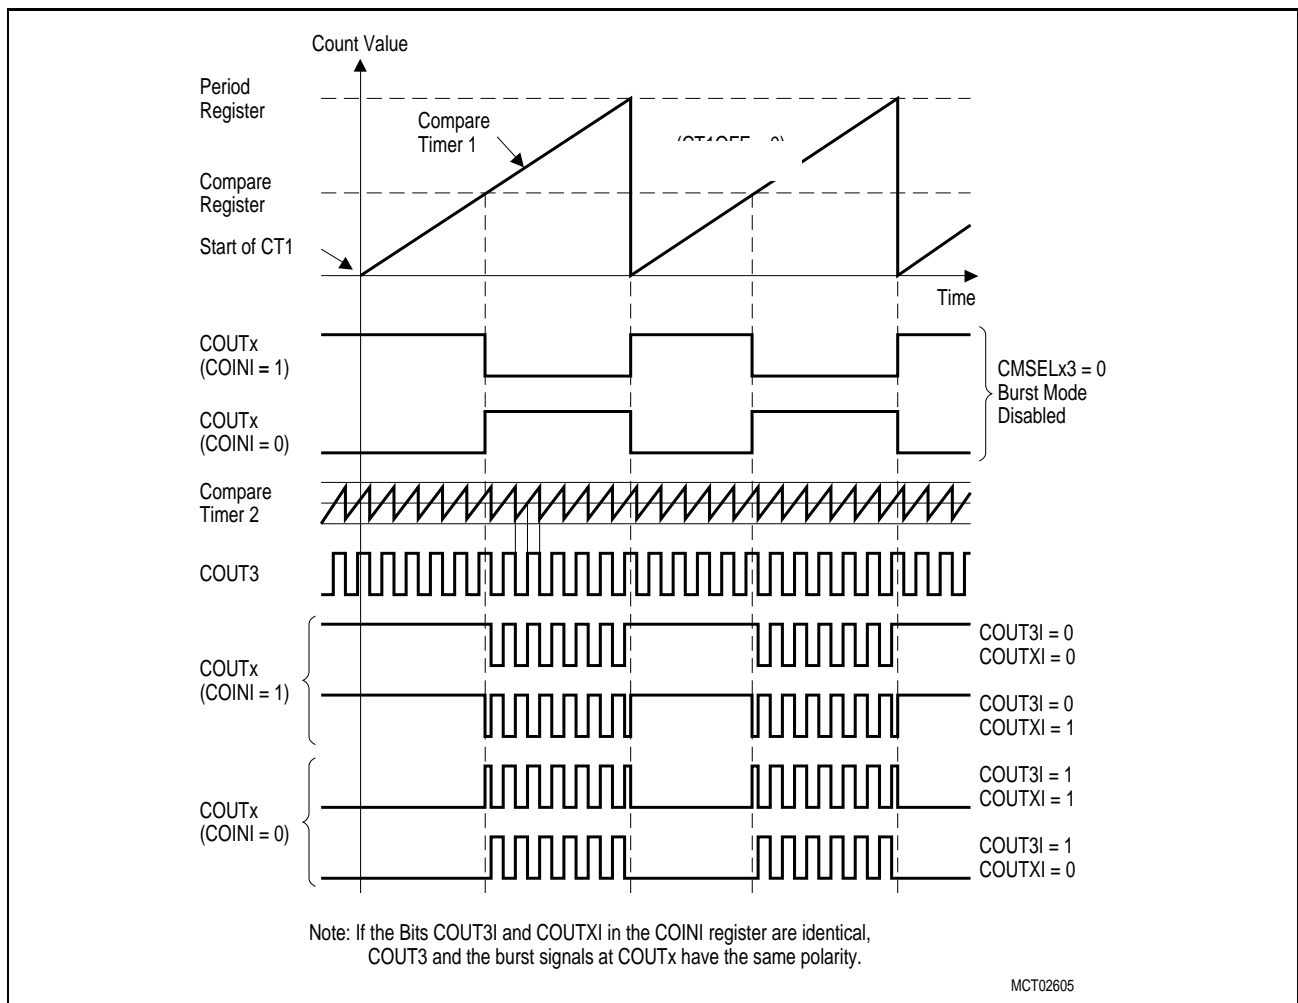 Count Value
Period
Register
Compare
Timer 1
Compare
Register
Start of CT1
Time
COUTx
(COINI = 1)
CMSELx3 = 0
Burst Mode
Disabled
COUTx
(COINI = 0)
Compare
Timer 2
COUT3
COUTx
(COINI = 1)
COUT3I = 0
COUTXI = 0
COUT3I = 0
COUTXI = 1
COUTx
(COINI = 0)
COUT3I = 1
COUTXI = 1
COUT3I = 1
COUTXI = 0
Note: If the Bits COUT3I and COUTXI in the COINI register are identical,
COUT3 and the burst signals at COUTx have the same polarity.
MCT02605